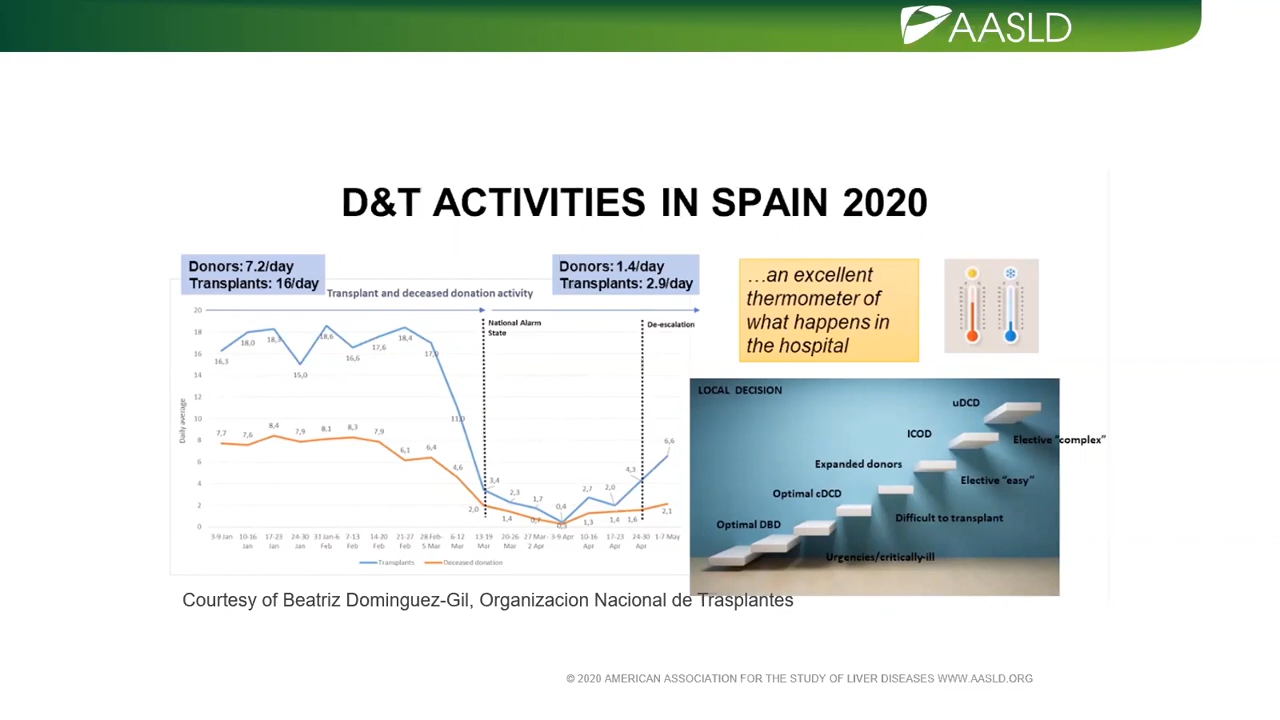 AASLD
D&T ACTIVITIES IN SPAIN 2020
Donors: 7.2/day
Transplants: 16/day
Donors: 1.4/day
Transplants: 2.9/day
Transplant and deceased donation activity
National Alarm
State
De-escalation
Daily average
20
18
16
14
12
10
8
6
4
2
0
16,3 18,0 18,3 15,0 18,6 16,6 17,6 18,4 17,0 11,0 3,4 2,3 1,7 0,4 2,7 2,0 4,3 6,6
7,7 7,6 8,4 7,9 8,1 8,3 7,9 6,1 6,4 4,6 2,0 1,4 0,7 0,3 1,3 1,4 1,6 2,1
3-9 Jan 10-16 17-23 24-30 31 Jan-6 7-13 14-20 21-27 28 Feb- 6-12 13-19 20-26 27 Mar- 3-9 Apr 10-16 17-23 24-30 1-7 May
Jan Jan Jan Feb Feb Feb Feb 5 Mar Mar Mar Mar 2 Apr Apr Apr Apr
Transplants Deceased donation
…an excellent
thermometer of
what happens in
the hospital
LOCAL DECISION
uDCD
ICOD
Elective “complex”
Expanded donors
Elective “easy”
Optimal cDCD
Difficult to transplant
Optimal DBD
Urgencies/critically-ill
Courtesy of Beatriz Dominguez-Gil, Organizacion Nacional de Trasplantes
© 2020 AMERICAN ASSOCIATION FOR THE STUDY OF LIVER DISEASES WWW.AASLD.ORG